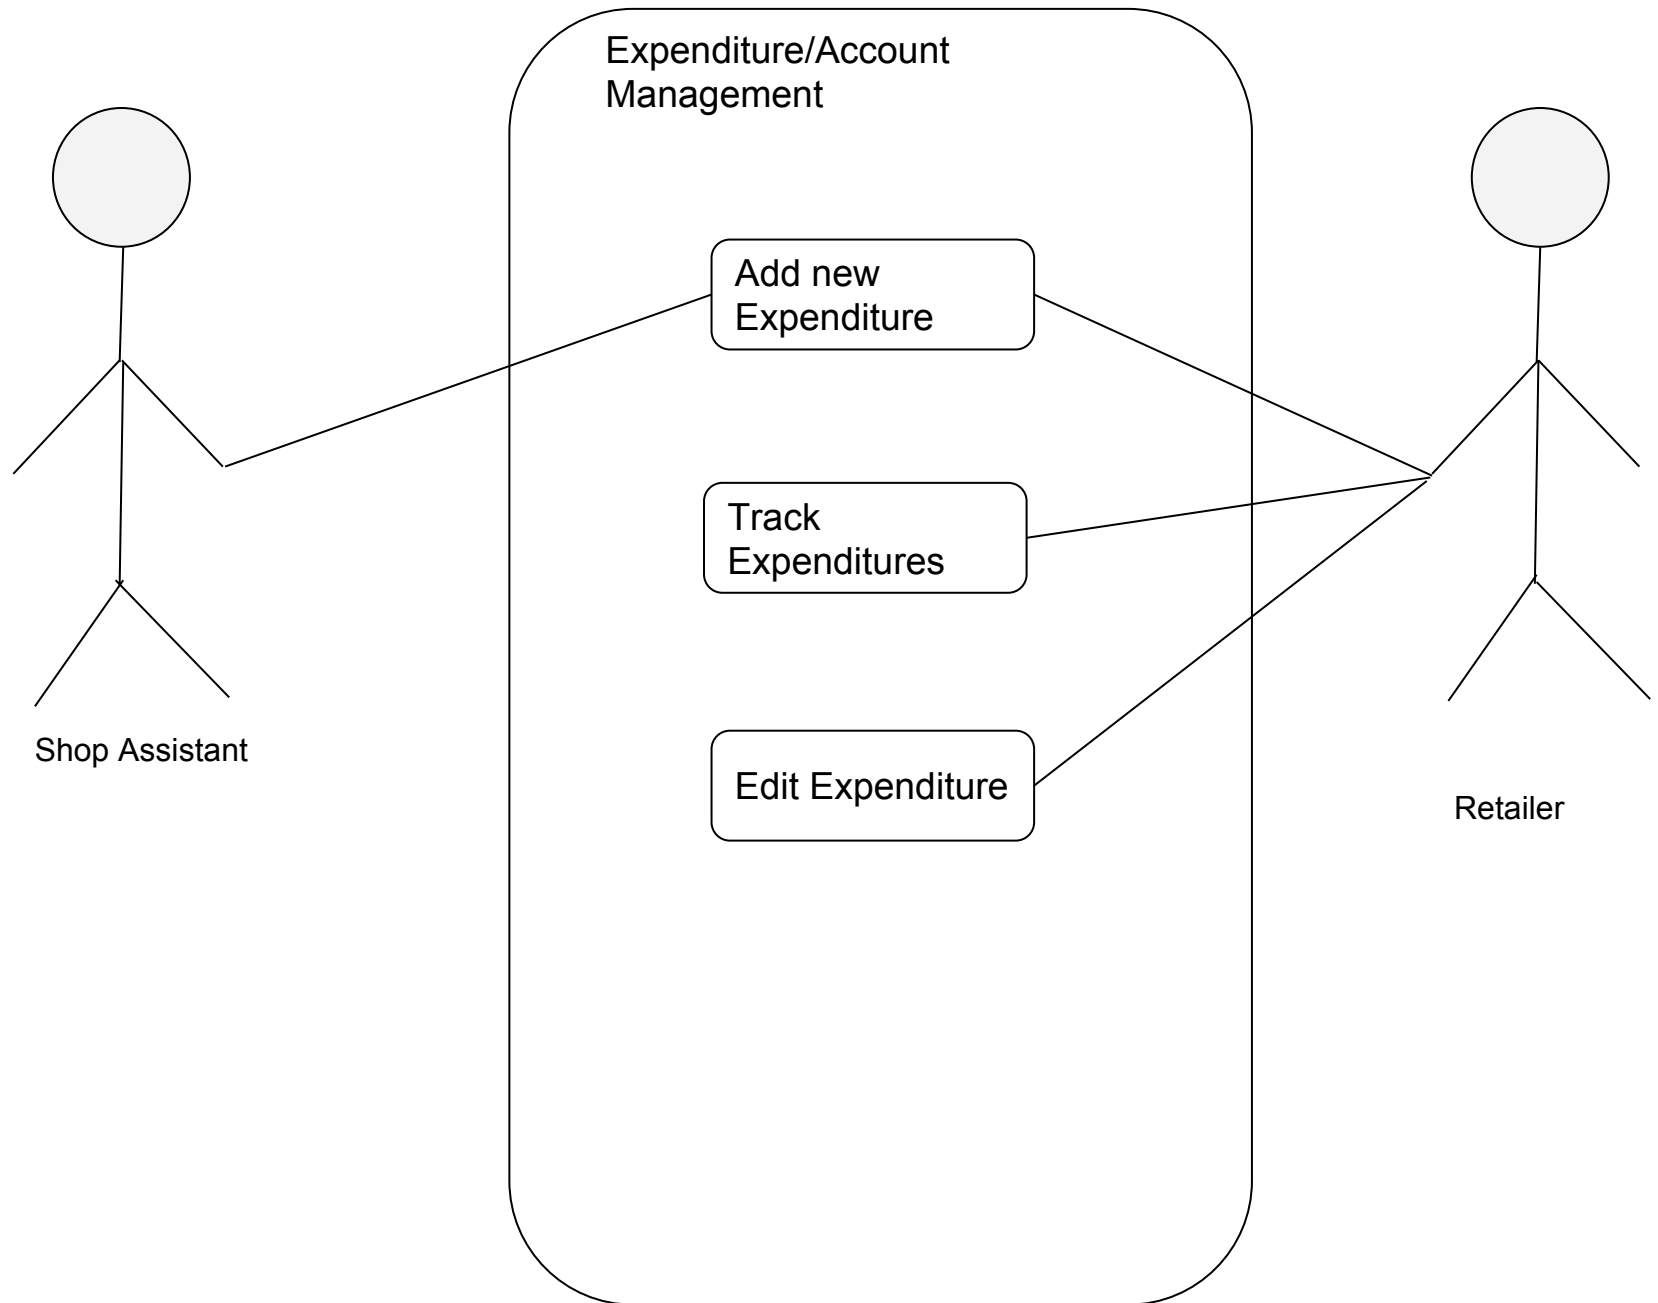 Expenditure/Account
Management
Add new
Expenditure
Track
Expenditures
Edit Expenditure
Shop Assistant
Retailer